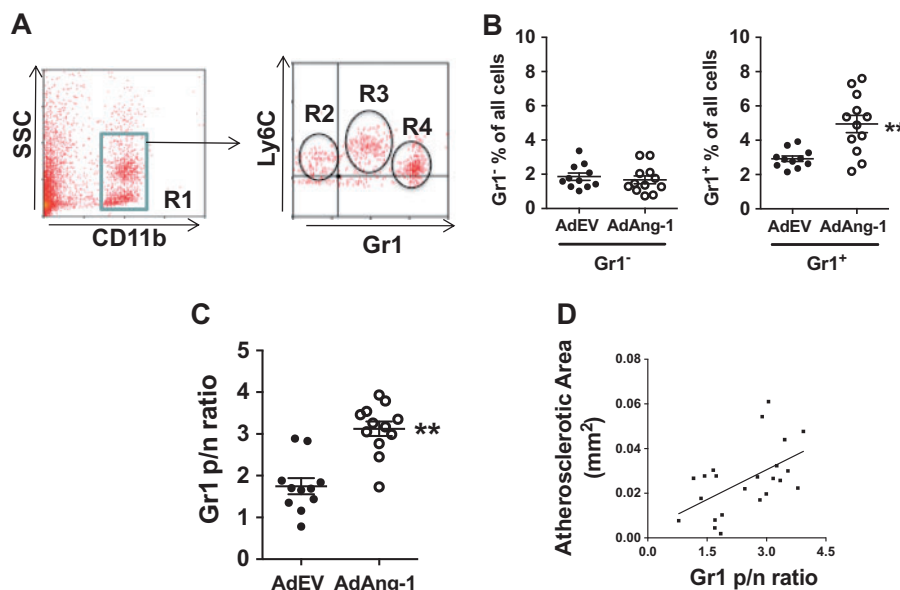 A
SSC
CD11b
R1
Ly6C
R2
R3
R4
Gr1
B
Gr1⁻ % of all cells
10
8
6
4
2
0
AdEV
AdAng-1
Gr1⁻
Gr1⁺ % of all cells
10
8
6
4
2
0
**
AdEV
AdAng-1
Gr1⁺
C
Gr1 p/n ratio
5
4
3
2
1
0
**
AdEV
AdAng-1
D
Atherosclerotic Area
(mm²)
0.08
0.06
0.04
0.02
0.00
0.0
1.5
3.0
4.5
Gr1 p/n ratio